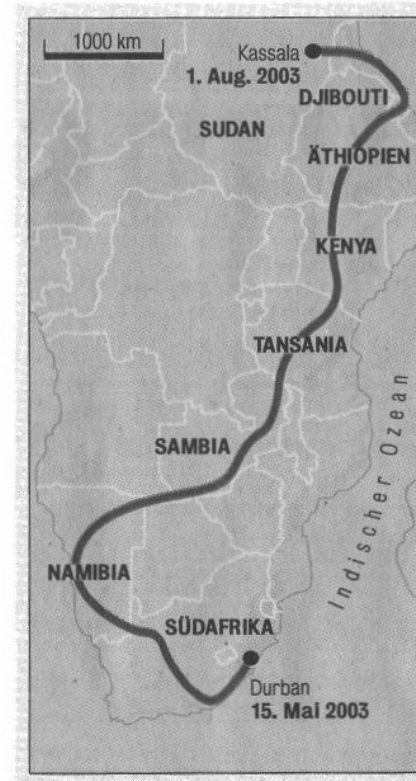 1000 km
Kassala
1. Aug. 2003
DJIBOUTI
SUDAN
ÄTHIOPIEN
KENYA
TANSANIA
Indischer Ozean
SAMBIA
NAMIBIA
SÜDAFRIKA
Durban
15. Mai 2003